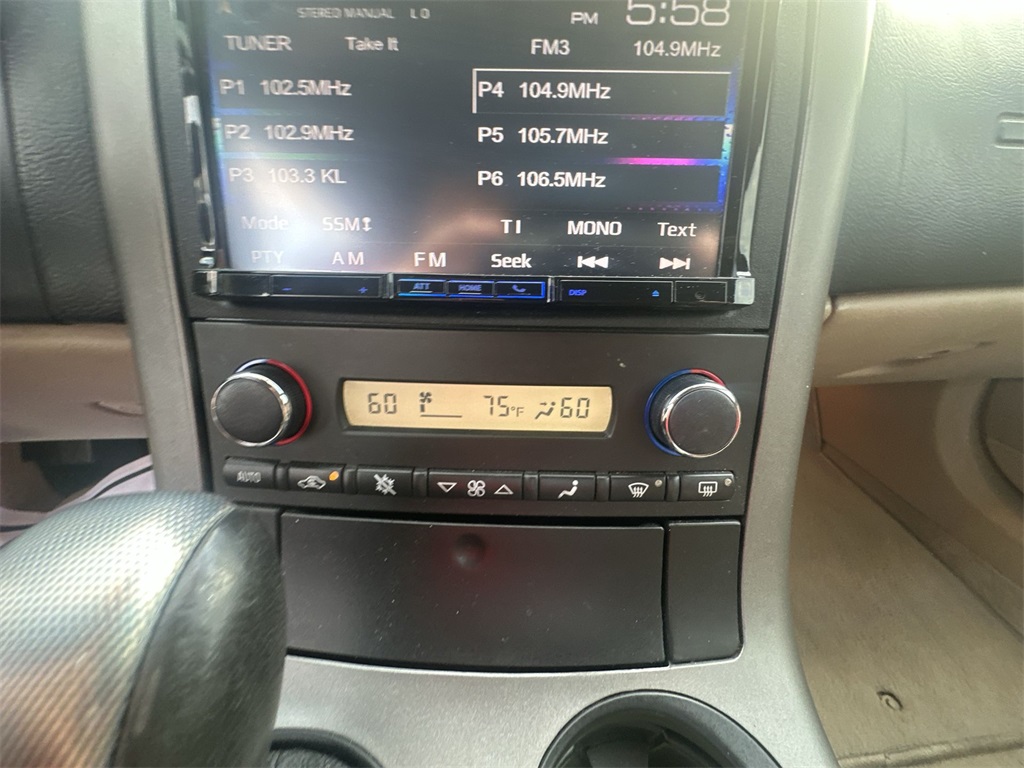 STEREO MANUAL LO
PM 5:58
TUNER Take It FM3 104.9MHz
P1 102.5MHz P4 104.9MHz
P2 102.9MHz P5 105.7MHz
P3 103.3 KL P6 106.5MHz
Mode SSM TI MONO Text
PTY AM FM Seek
- + ATT HOME DISP
60 75°F 60
AUTO